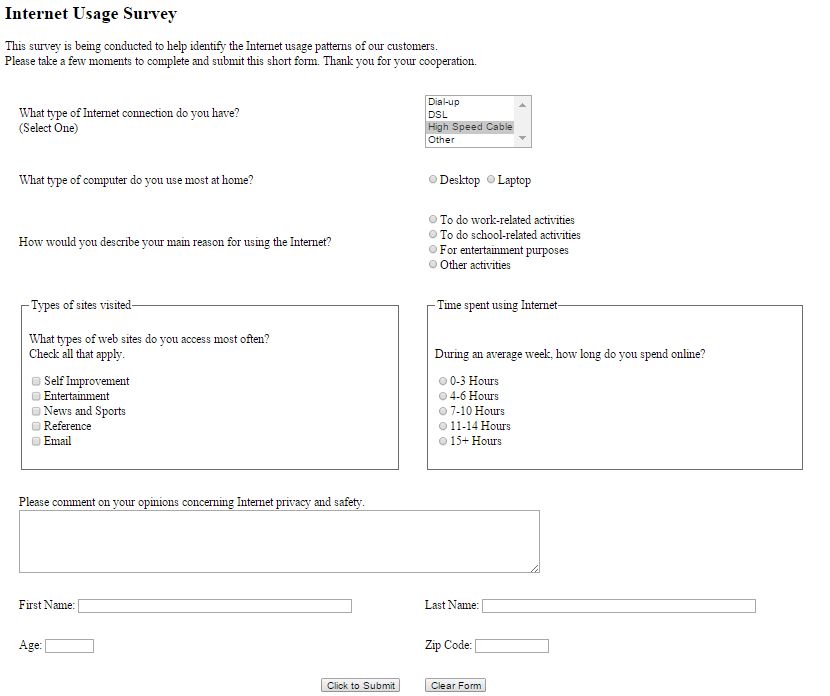 Internet Usage Survey
This survey is being conducted to help identify the Internet usage patterns of our customers.
Please take a few moments to complete and submit this short form. Thank you for your cooperation.
What type of Internet connection do you have?
(Select One)
Dial-up
DSL
High Speed Cable
Other
What type of computer do you use most at home?
Desktop Laptop
How would you describe your main reason for using the Internet?
To do work-related activities
To do school-related activities
For entertainment purposes
Other activities
Types of sites visited
What types of web sites do you access most often?
Check all that apply.
Self Improvement
Entertainment
News and Sports
Reference
Email
Time spent using Internet
During an average week, how long do you spend online?
0-3 Hours
4-6 Hours
7-10 Hours
11-14 Hours
15+ Hours
Please comment on your opinions concerning Internet privacy and safety.
First Name:
Last Name:
Age:
Zip Code:
Click to Submit
Clear Form